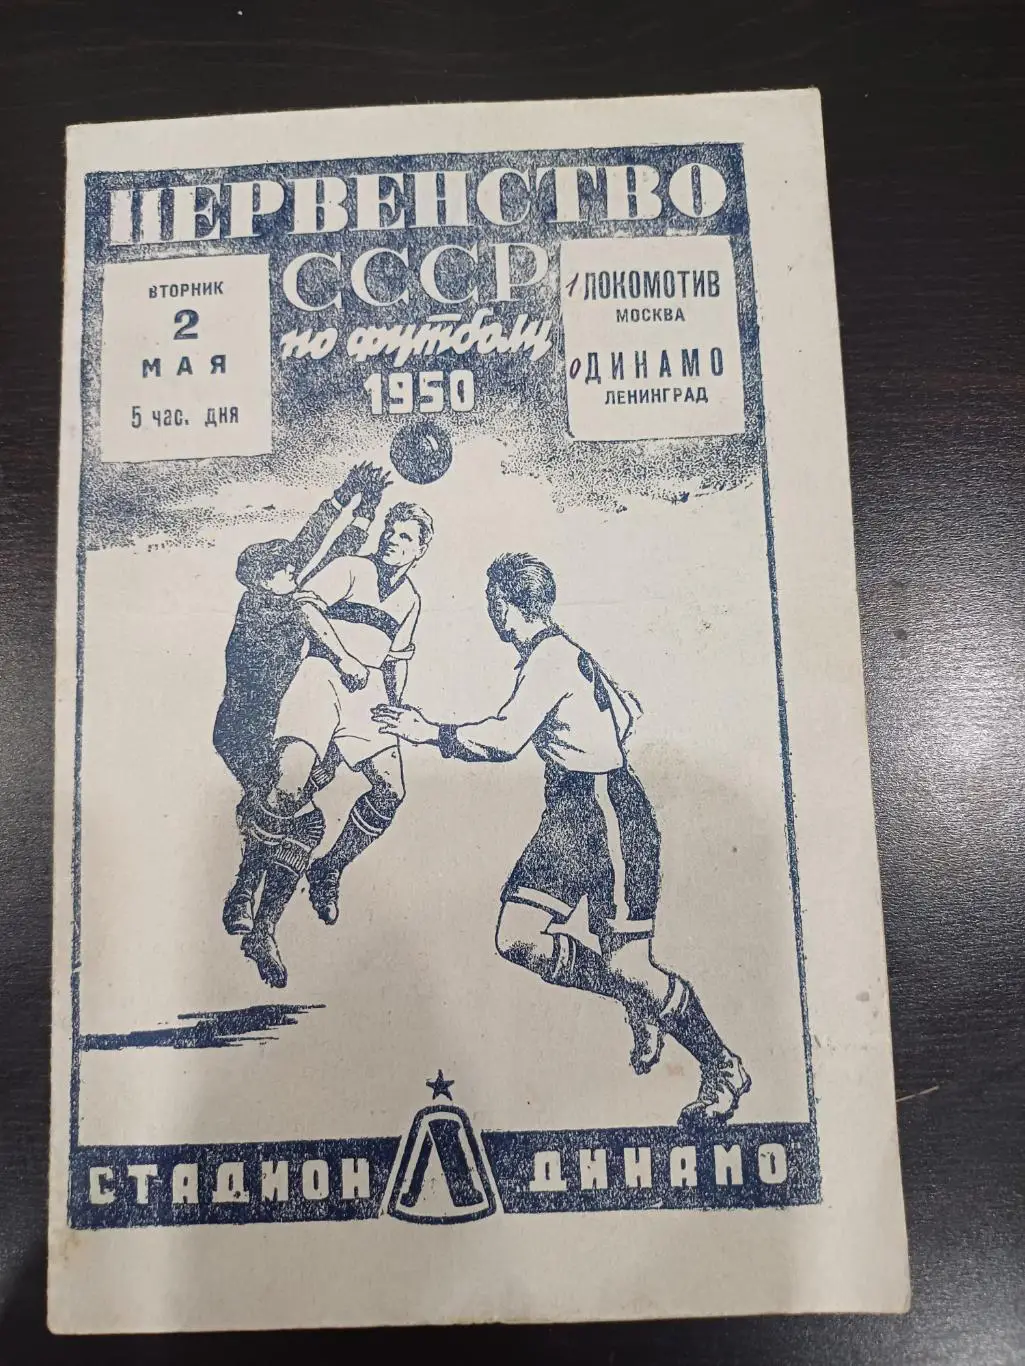 ПЕРВЕНСТВО
СССР
по футболу
1950
ВТОРНИК
2
МАЯ
5 час. дня
1 ЛОКОМОТИВ
МОСКВА
0 ДИНАМО
ЛЕНИНГРАД
СТАДИОН Л ДИНАМО